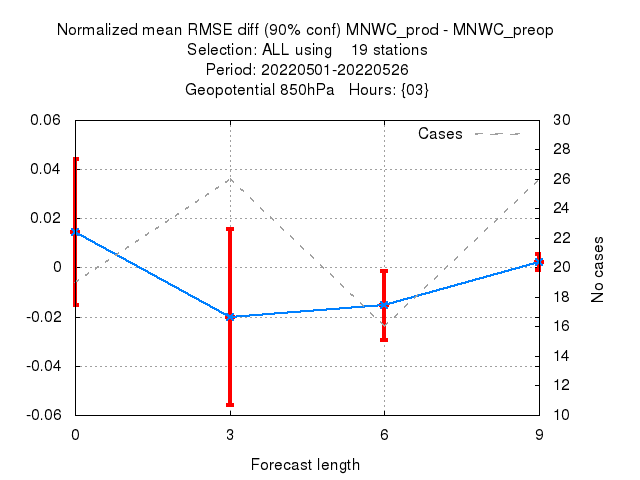 Normalized mean RMSE diff (90% conf) MNWC_prod - MNWC_preop
Selection: ALL using    19 stations
Period: 20220501-20220526
Geopotential 850hPa   Hours: {03}
Cases
0.06
0.04
0.02
0
-0.02
-0.04
-0.06
30
28
26
24
22
20
18
16
14
12
10
No cases
0 3 6 9
Forecast length